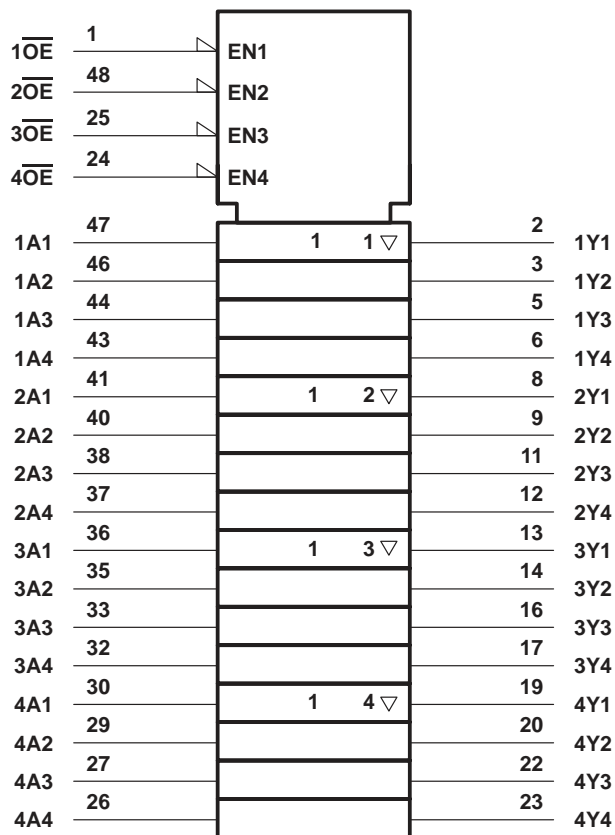 1O̅E̅ 1 EN1
2O̅E̅ 48 EN2
3O̅E̅ 25 EN3
4O̅E̅ 24 EN4
1A1 47 1 1 ▽ 2 1Y1
1A2 46 3 1Y2
1A3 44 5 1Y3
1A4 43 6 1Y4
2A1 41 1 2 ▽ 8 2Y1
2A2 40 9 2Y2
2A3 38 11 2Y3
2A4 37 12 2Y4
3A1 36 1 3 ▽ 13 3Y1
3A2 35 14 3Y2
3A3 33 16 3Y3
3A4 32 17 3Y4
4A1 30 1 4 ▽ 19 4Y1
4A2 29 20 4Y2
4A3 27 22 4Y3
4A4 26 23 4Y4